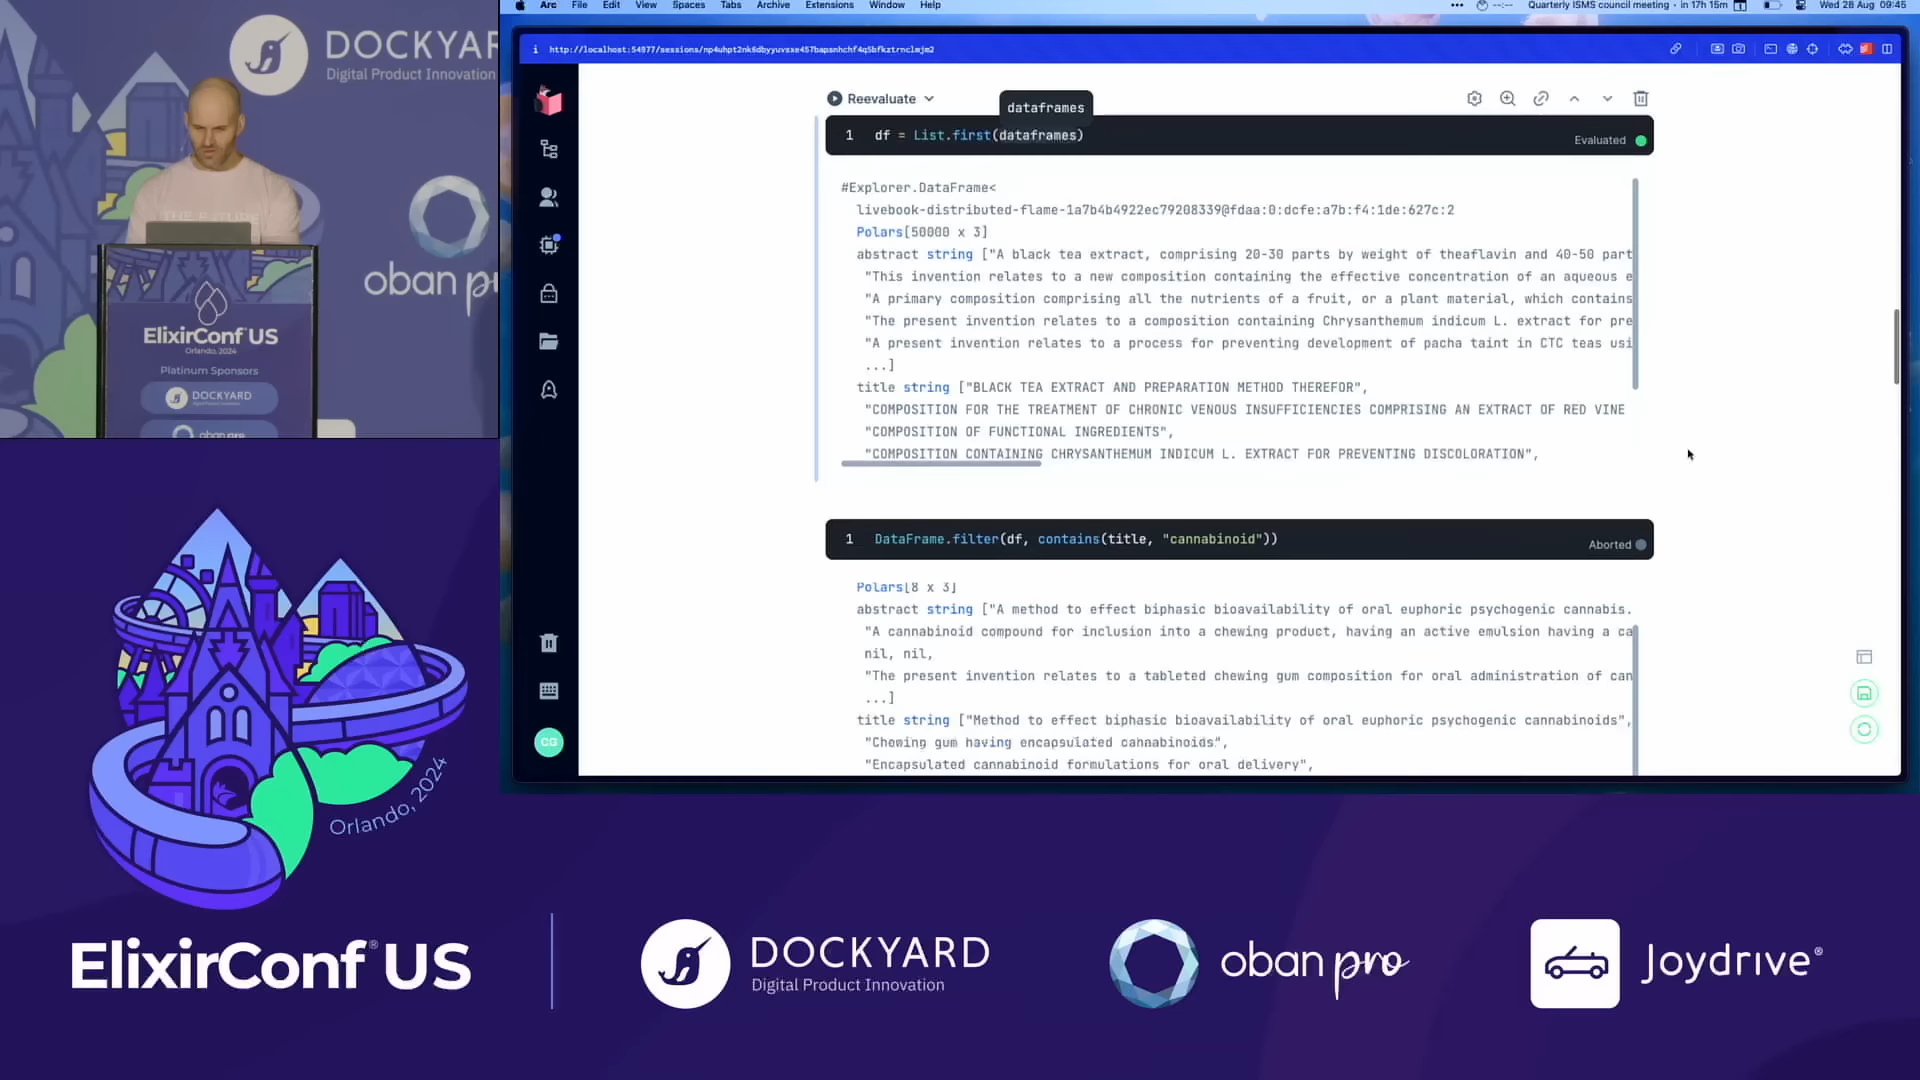 DOCKYAR
Digital Product Innovation
oban p
THE FUTURE
ElixirConf US
Orlando, 2024
Platinum Sponsors
DOCKYARD
oban pro
Arc File Edit View Spaces Tabs Archive Extensions Window Help
••• --:-- Quarterly ISMS council meeting • in 17h 15m Wed 28 Aug 09:45
Reevaluate
dataframes
1 df = List.first(dataframes)
Evaluated
#Explorer.DataFrame<
livebook-distributed-flame-1a7b4b4922ec79208339@fdaa:0:dcfe:a7b:f4:1de:627c:2
Polars[50000 x 3]
abstract string ["A black tea extract, comprising 20-30 parts by weight of theaflavin and 40-50 part
"This invention relates to a new composition containing the effective concentration of an aqueous e
"A primary composition comprising all the nutrients of a fruit, or a plant material, which contains
"The present invention relates to a composition containing Chrysanthemum indicum L. extract for pre
"A present invention relates to a process for preventing development of pacha taint in CTC teas usi
...]
title string ["BLACK TEA EXTRACT AND PREPARATION METHOD THEREFOR",
"COMPOSITION FOR THE TREATMENT OF CHRONIC VENOUS INSUFFICIENCIES COMPRISING AN EXTRACT OF RED VINE
"COMPOSITION OF FUNCTIONAL INGREDIENTS",
"COMPOSITION CONTAINING CHRYSANTHEMUM INDICUM L. EXTRACT FOR PREVENTING DISCOLORATION",
1 DataFrame.filter(df, contains(title, "cannabinoid"))
Aborted
Polars[8 x 3]
abstract string ["A method to effect biphasic bioavailability of oral euphoric psychogenic cannabis.
"A cannabinoid compound for inclusion into a chewing product, having an active emulsion having a ca
nil, nil,
"The present invention relates to a tableted chewing gum composition for oral administration of can
...]
title string ["Method to effect biphasic bioavailability of oral euphoric psychogenic cannabinoids",
"Chewing gum having encapsulated cannabinoids",
"Encapsulated cannabinoid formulations for oral delivery",
CG
Orlando, 2024
ElixirConf® US
DOCKYARD
Digital Product Innovation
oban pro
Joydrive®